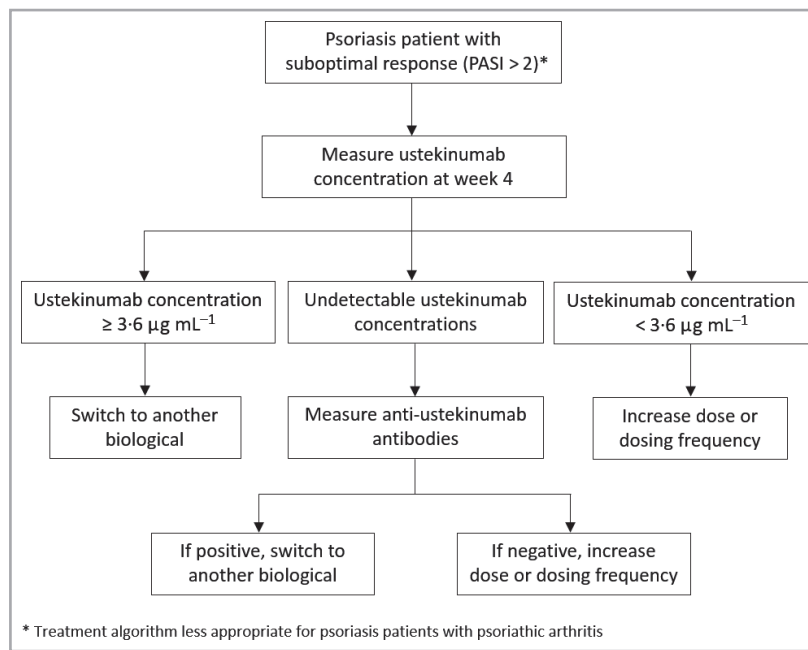 Psoriasis patient with
suboptimal response (PASI > 2)*
Measure ustekinumab
concentration at week 4
Ustekinumab concentration
≥ 3·6 μg mL⁻¹
Undetectable ustekinumab
concentrations
Ustekinumab concentration
< 3·6 μg mL⁻¹
Switch to another
biological
Measure anti-ustekinumab
antibodies
Increase dose or
dosing frequency
If positive, switch to
another biological
If negative, increase
dose or dosing frequency
* Treatment algorithm less appropriate for psoriasis patients with psoriathic arthritis